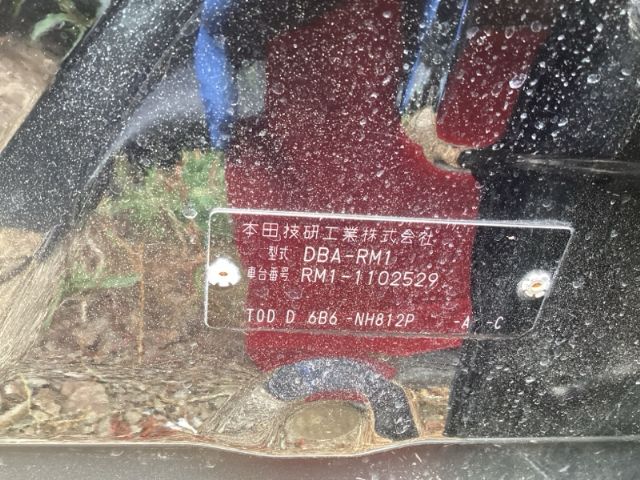 本田技研工業株式会社
型式 DBA-RM1
車台番号 RM1-1102529
TOD D 6B6 -NH812P -A -C